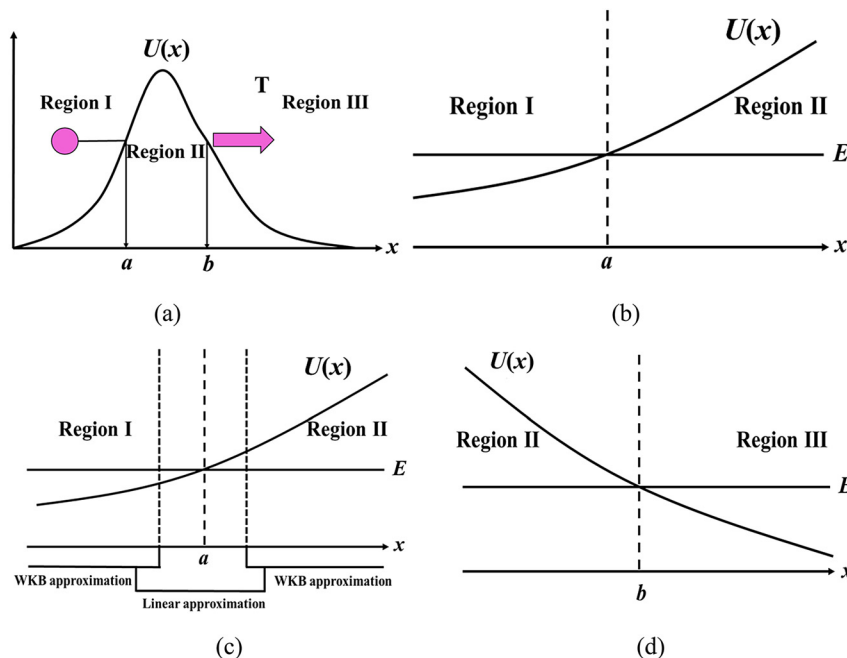 U(x)
T
Region I
Region III
Region II
x
a
b
(a)
U(x)
Region I
Region II
E
x
a
(b)
U(x)
Region I
Region II
E
a
x
WKB approximation
WKB approximation
Linear approximation
(c)
U(x)
Region II
Region III
E
x
b
(d)